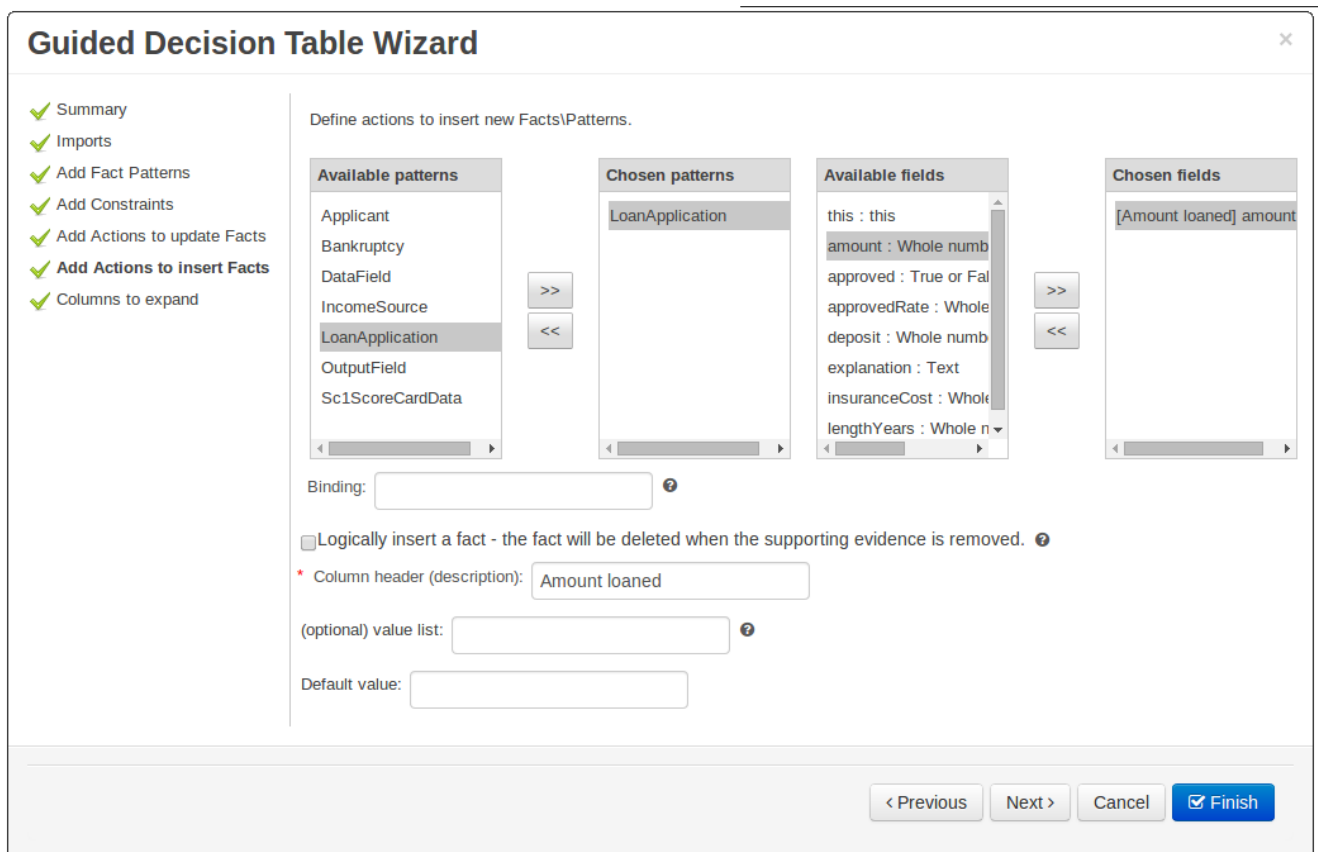 Guided Decision Table Wizard
×
Summary
Imports
Add Fact Patterns
Add Constraints
Add Actions to update Facts
Add Actions to insert Facts
Columns to expand
Define actions to insert new Facts\Patterns.
Available patterns
Applicant
Bankruptcy
DataField
IncomeSource
LoanApplication
OutputField
Sc1ScoreCardData
>>
<<
Chosen patterns
LoanApplication
Available fields
this : this
amount : Whole numb
approved : True or Fal
approvedRate : Whole
deposit : Whole numb
explanation : Text
insuranceCost : Whole
lengthYears : Whole n
>>
<<
Chosen fields
[Amount loaned] amount
Binding:
Logically insert a fact - the fact will be deleted when the supporting evidence is removed.
* Column header (description): Amount loaned
(optional) value list:
Default value:
‹ Previous
Next ›
Cancel
Finish